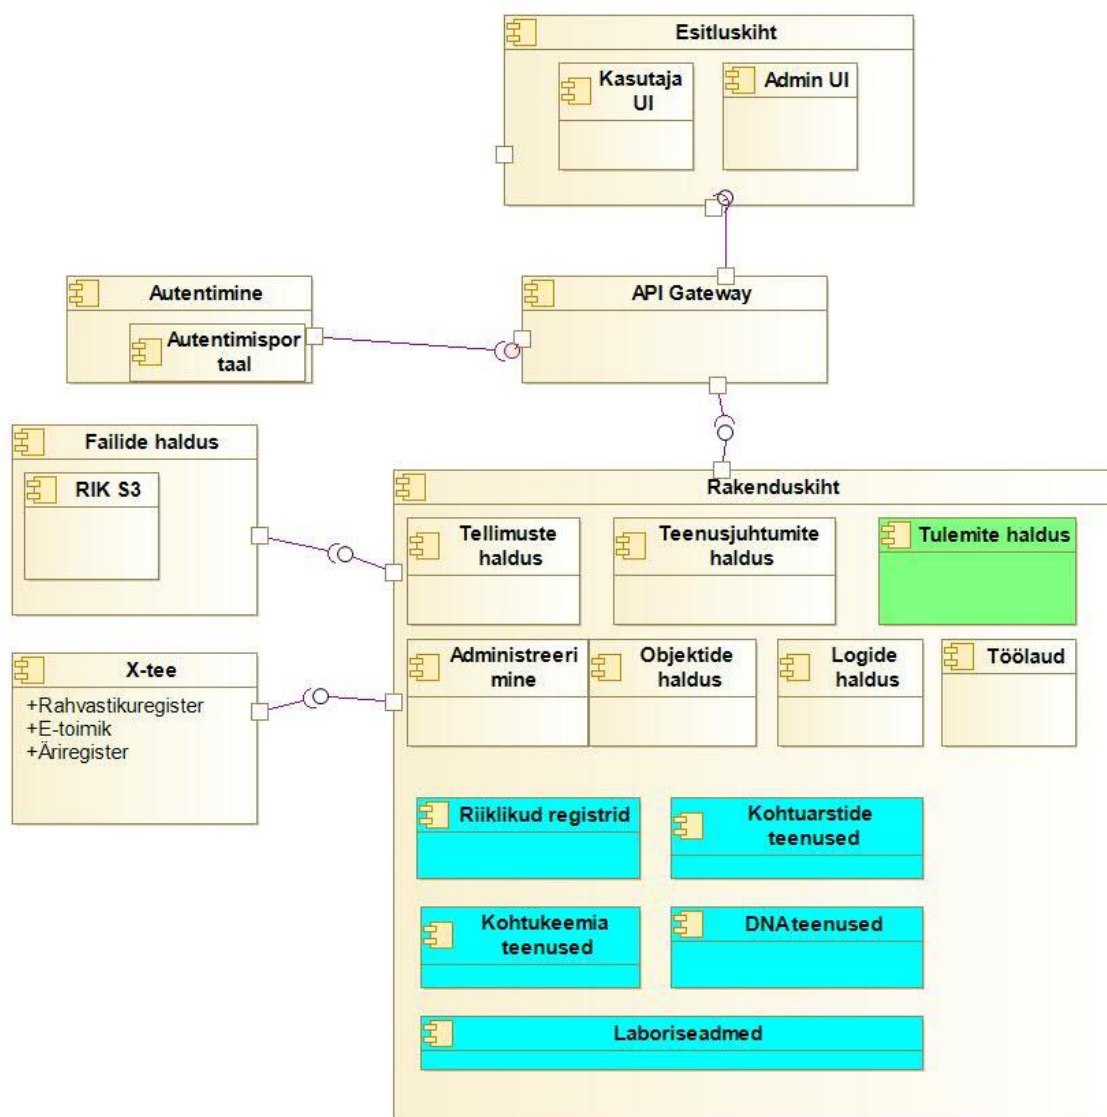 Esitluskiht
Kasutaja
UI
Admin UI
Autentimine
Autentimispor
taal
API Gateway
Failide haldus
RIK S3
X-tee
+Rahvastikuregister
+E-toimik
+Äriregister
Rakenduskiht
Tellimuste
haldus
Teenusjuhtumite
haldus
Tulemite haldus
Administreeri
mine
Objektide
haldus
Logide
haldus
Töölaud
Riiklikud registrid
Kohtuarstide
teenused
Kohtukeemia
teenused
DNA teenused
Laboriseadmed